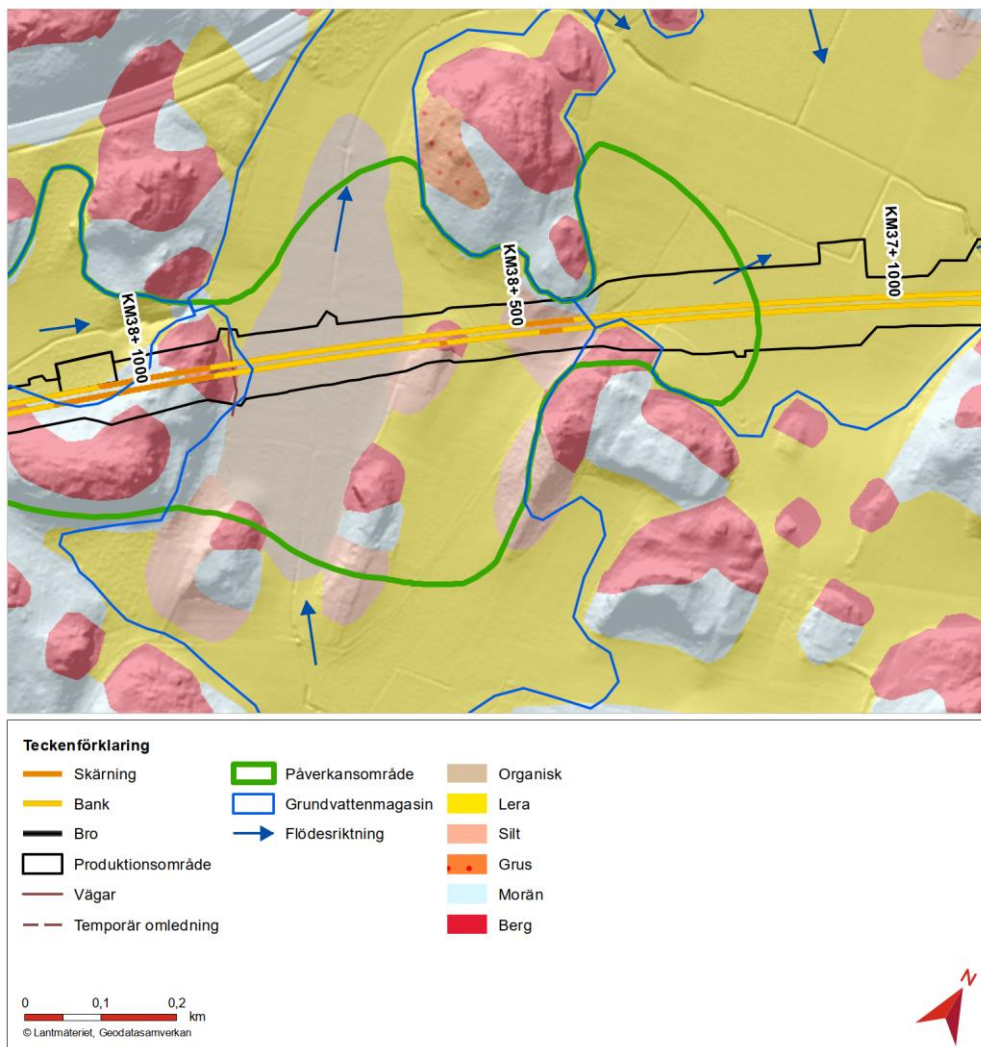 KM38+ 1000
KM38+ 500
KM37+ 1000
Teckenförklaring
Skärning
Bank
Bro
Produktionsområde
Vägar
Temporär omledning
Påverkansområde
Grundvattenmagasin
Flödesriktning
Organisk
Lera
Silt
Grus
Morän
Berg
0 0,1 0,2
km
© Lantmäteriet, Geodatasamverkan
N